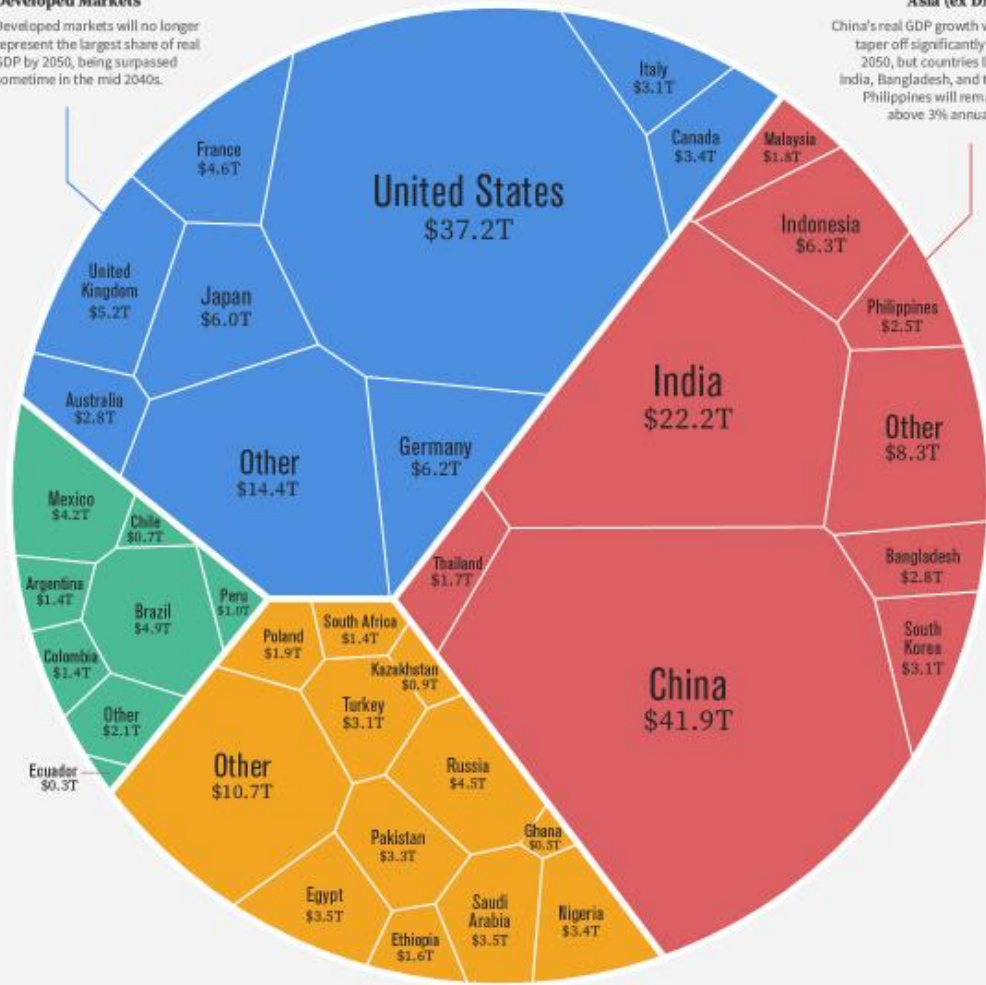 Developed Markets
Developed markets will no longer
represent the largest share of real
GDP by 2050, being surpassed
sometime in the mid 2040s.
Asia (ex
China's real GDP growth
taper off significantly
2050, but countries
India, Bangladesh, and
Philippines will
above 3%
Italy
$3.1T
Canada
$3.4T
France
$4.6T
United States
$37.2T
United
Kingdom
$5.2T
Japan
$6.0T
Australia
$2.8T
Other
$14.4T
Germany
$6.2T
Malaysia
$1.8T
Indonesia
$6.3T
Philippines
$2.5T
India
$22.2T
Other
$8.3T
Thailand
$1.7T
Bangladesh
$2.8T
South
Korea
$3.1T
China
$41.9T
Mexico
$4.2T
Chile
$0.7T
Argentina
$1.4T
Brazil
$4.9T
Peru
$1.0T
Colombia
$1.4T
Other
$2.1T
Ecuador
$0.3T
Poland
$1.9T
South Africa
$1.4T
Kazakhstan
$0.9T
Turkey
$3.1T
Other
$10.7T
Russia
$4.5T
Ghana
$0.5T
Pakistan
$3.3T
Egypt
$3.5T
Ethiopia
$1.6T
Saudi
Arabia
$3.5T
Nigeria
$3.4T